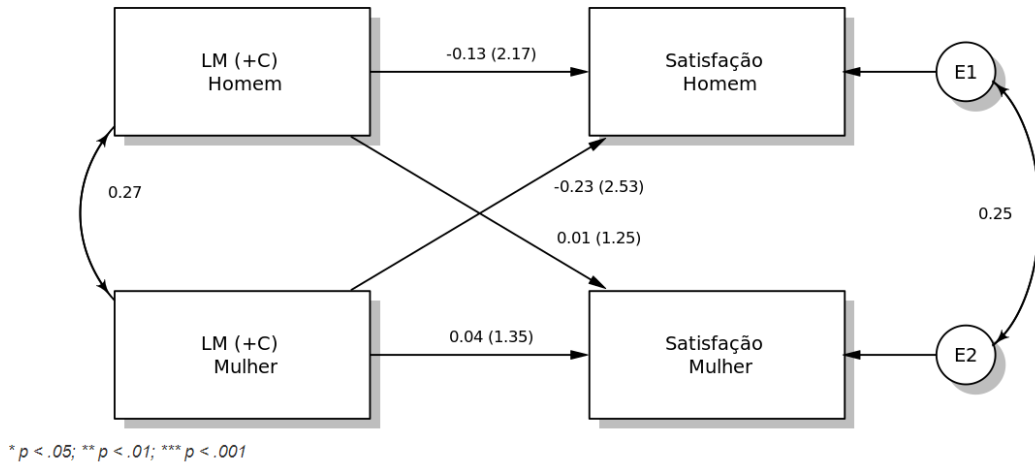 LM (+C)
Homem
-0.13 (2.17)
Satisfação
Homem
E1
0.27
-0.23 (2.53)
0.01 (1.25)
0.25
LM (+C)
Mulher
0.04 (1.35)
Satisfação
Mulher
E2
* p < .05; ** p < .01; *** p < .001